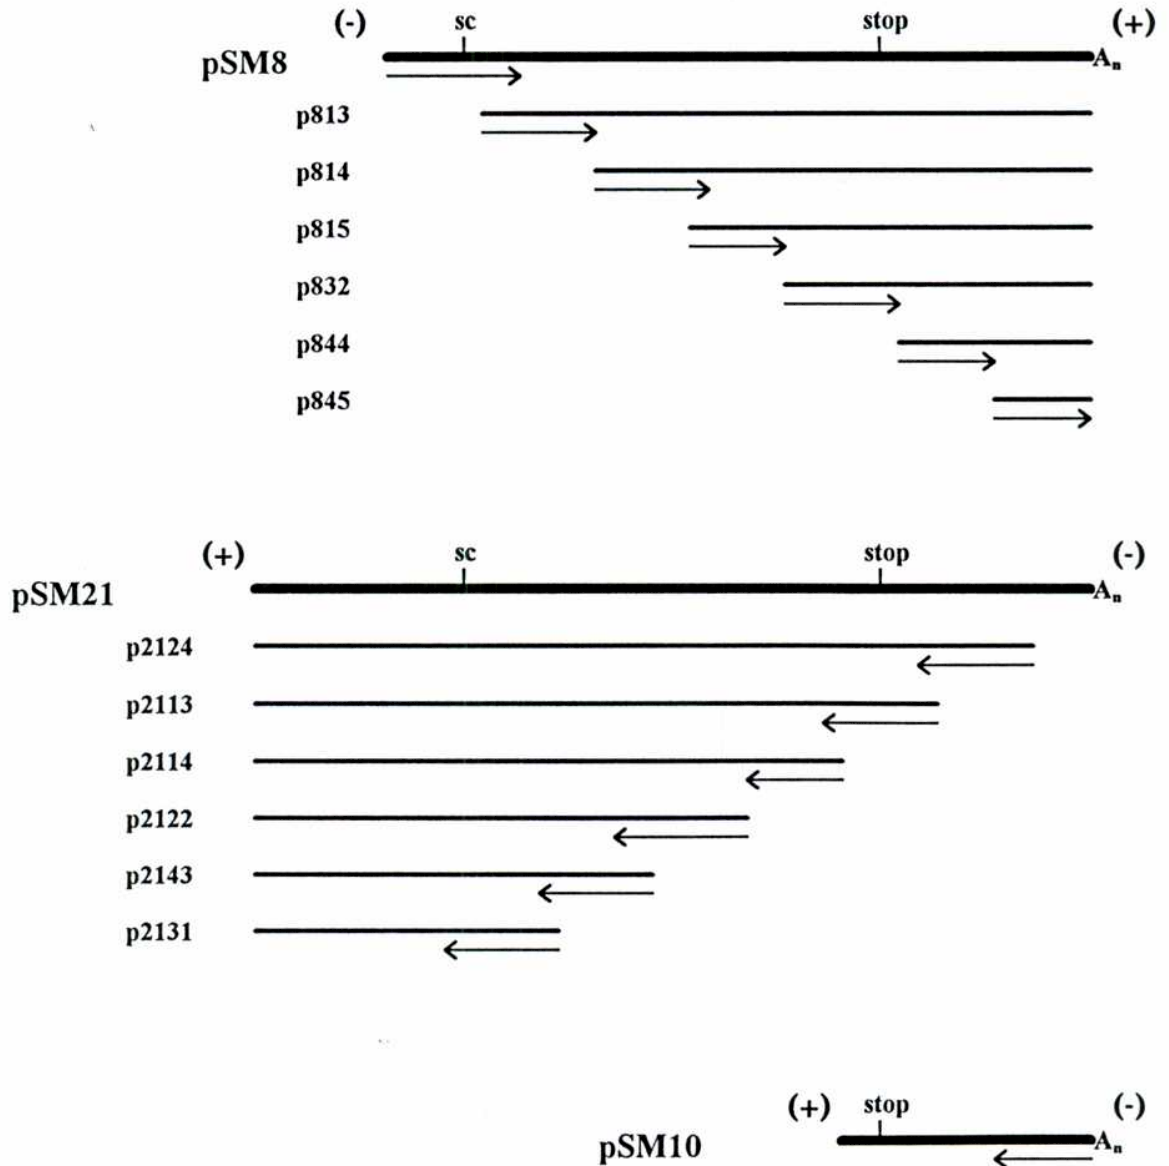 (-) sc stop (+)
pSM8 Aₙ
p813
p814
p815
p832
p844
p845
(+) sc stop (-)
pSM21 Aₙ
p2124
p2113
p2114
p2122
p2143
p2131
(+) stop (-)
pSM10 Aₙ